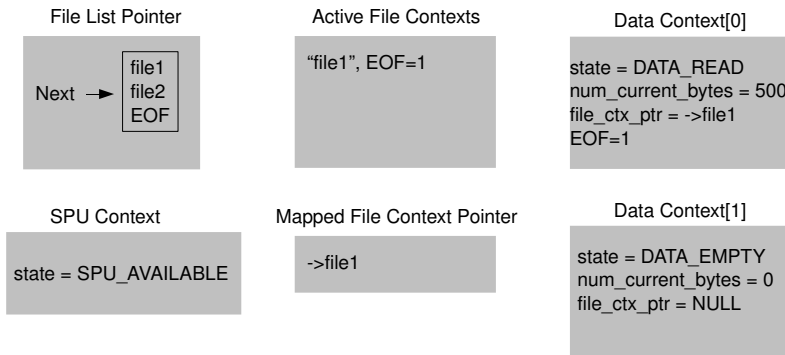 File List Pointer
Next
file1
file2
EOF
Active File Contexts
“file1”, EOF=1
Data Context[0]
state = DATA_READ
num_current_bytes = 500
file_ctx_ptr = ->file1
EOF=1
SPU Context
state = SPU_AVAILABLE
Mapped File Context Pointer
->file1
Data Context[1]
state = DATA_EMPTY
num_current_bytes = 0
file_ctx_ptr = NULL